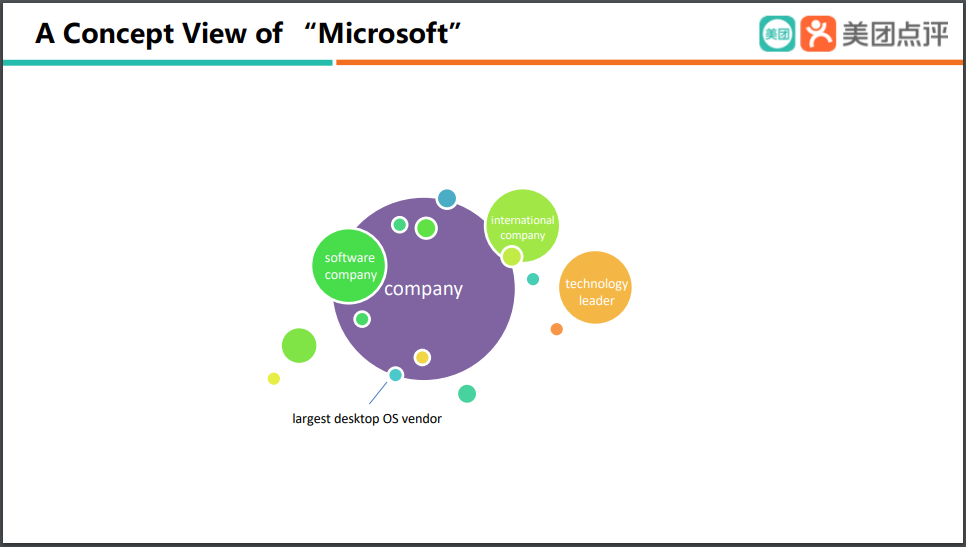 A Concept View of “Microsoft”
美团
美团点评
international
company
software
company
company
technology
leader
largest desktop OS vendor